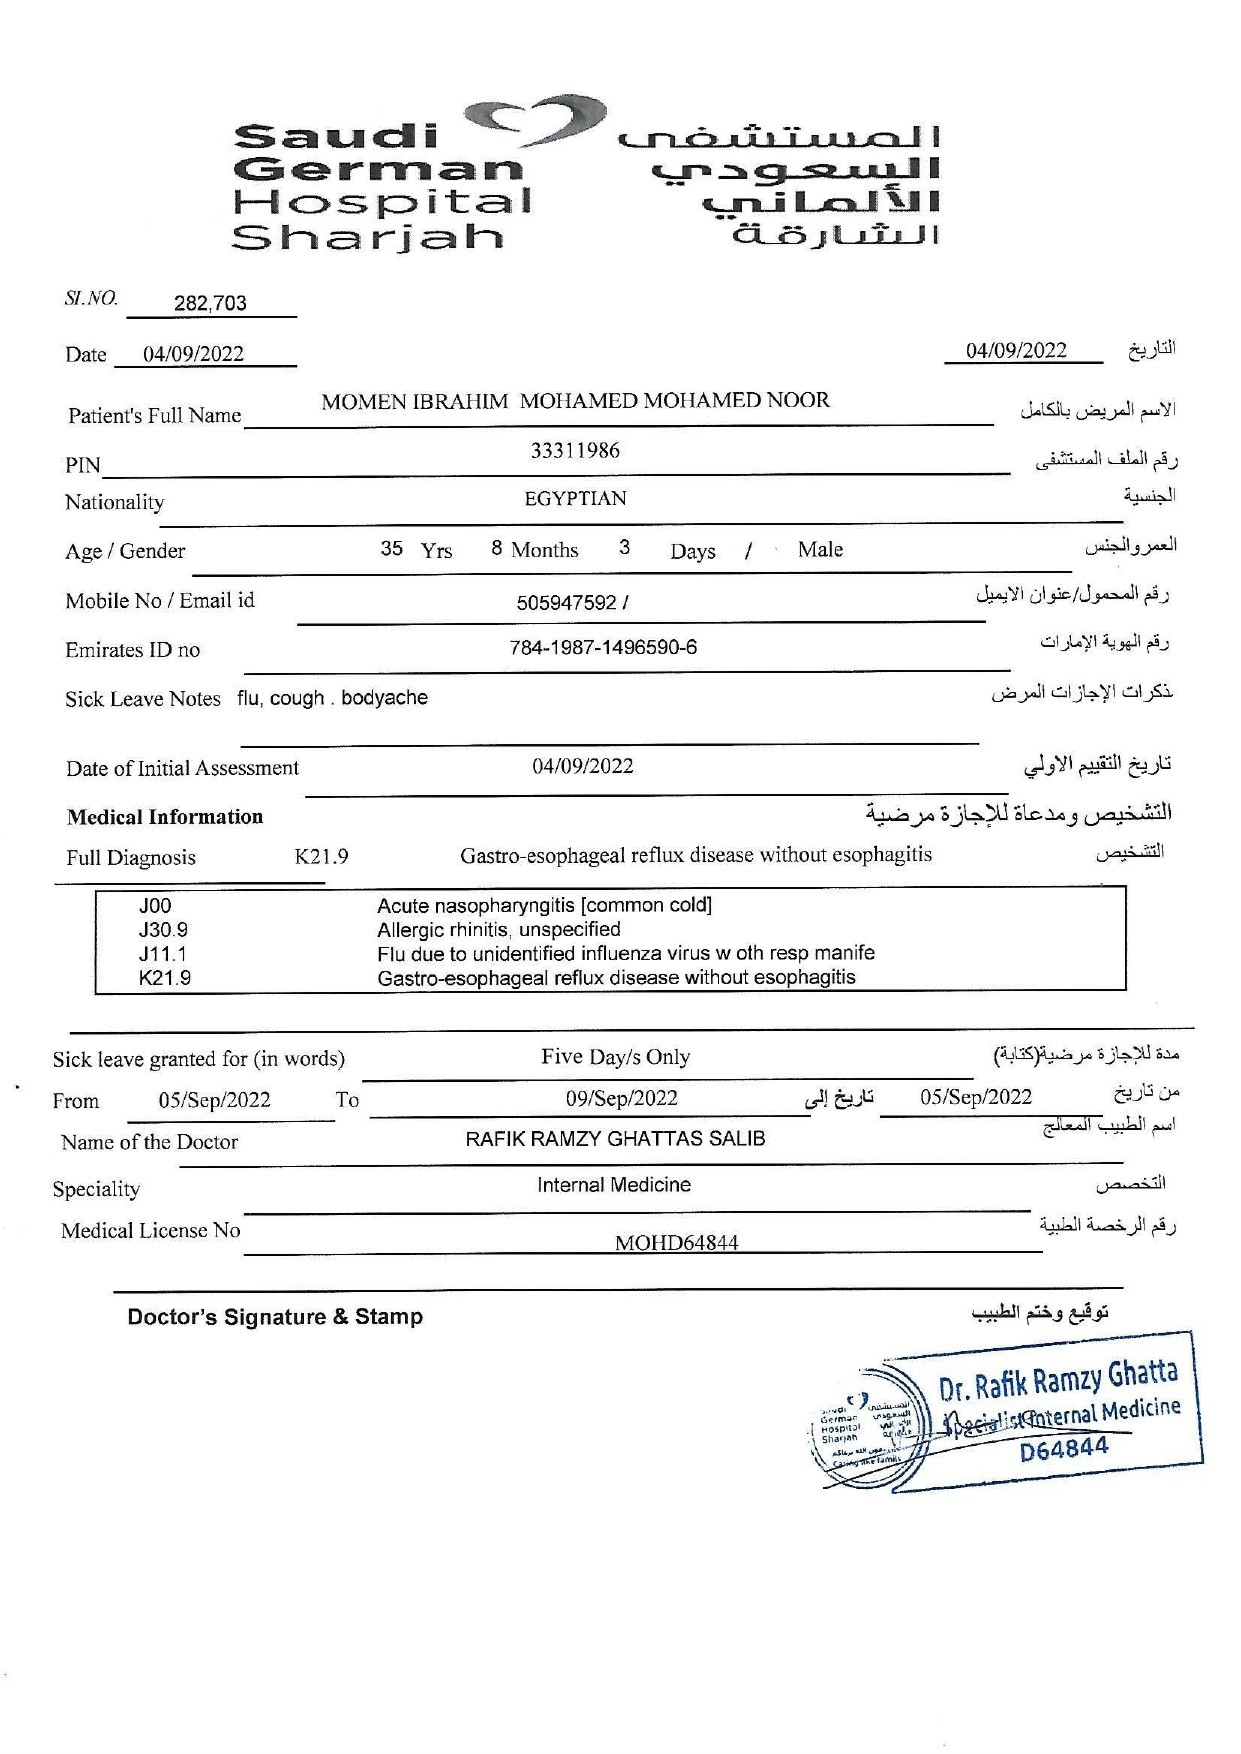 Saudi German Hospital Sharjah
المستشفى السعودي الألماني الشارقة
SI.NO. 282,703
Date 04/09/2022 04/09/2022 التاريخ
Patient's Full Name MOMEN IBRAHIM MOHAMED MOHAMED NOOR الاسم المريض بالكامل
PIN 33311986 رقم الملف المستشفى
Nationality EGYPTIAN الجنسية
Age / Gender 35 Yrs 8 Months 3 Days / Male العمر والجنس
Mobile No / Email id 505947592 / رقم المحمول/عنوان الايميل
Emirates ID no 784-1987-1496590-6 رقم الهوية الإمارات
Sick Leave Notes flu, cough . bodyache ذكرات الإجازات المرض
Date of Initial Assessment 04/09/2022 تاريخ التقييم الاولي
Medical Information التشخيص ومدعاة للإجازة مرضية
Full Diagnosis K21.9 Gastro-esophageal reflux disease without esophagitis التشخيص
J00 Acute nasopharyngitis [common cold]
J30.9 Allergic rhinitis, unspecified
J11.1 Flu due to unidentified influenza virus w oth resp manife
K21.9 Gastro-esophageal reflux disease without esophagitis
Sick leave granted for (in words) Five Day/s Only مدة للإجازة مرضية(كتابة)
From 05/Sep/2022 To 09/Sep/2022 تاريخ إلى 05/Sep/2022 من تاريخ
Name of the Doctor RAFIK RAMZY GHATTAS SALIB اسم الطبيب المعالج
Speciality Internal Medicine التخصص
Medical License No MOHD64844 رقم الرخصة الطبية
Doctor's Signature & Stamp توقيع وختم الطبيب
Dr. Rafik Ramzy Ghatta
Specialist Internal Medicine
D64844
German
Hospital
Sharjah